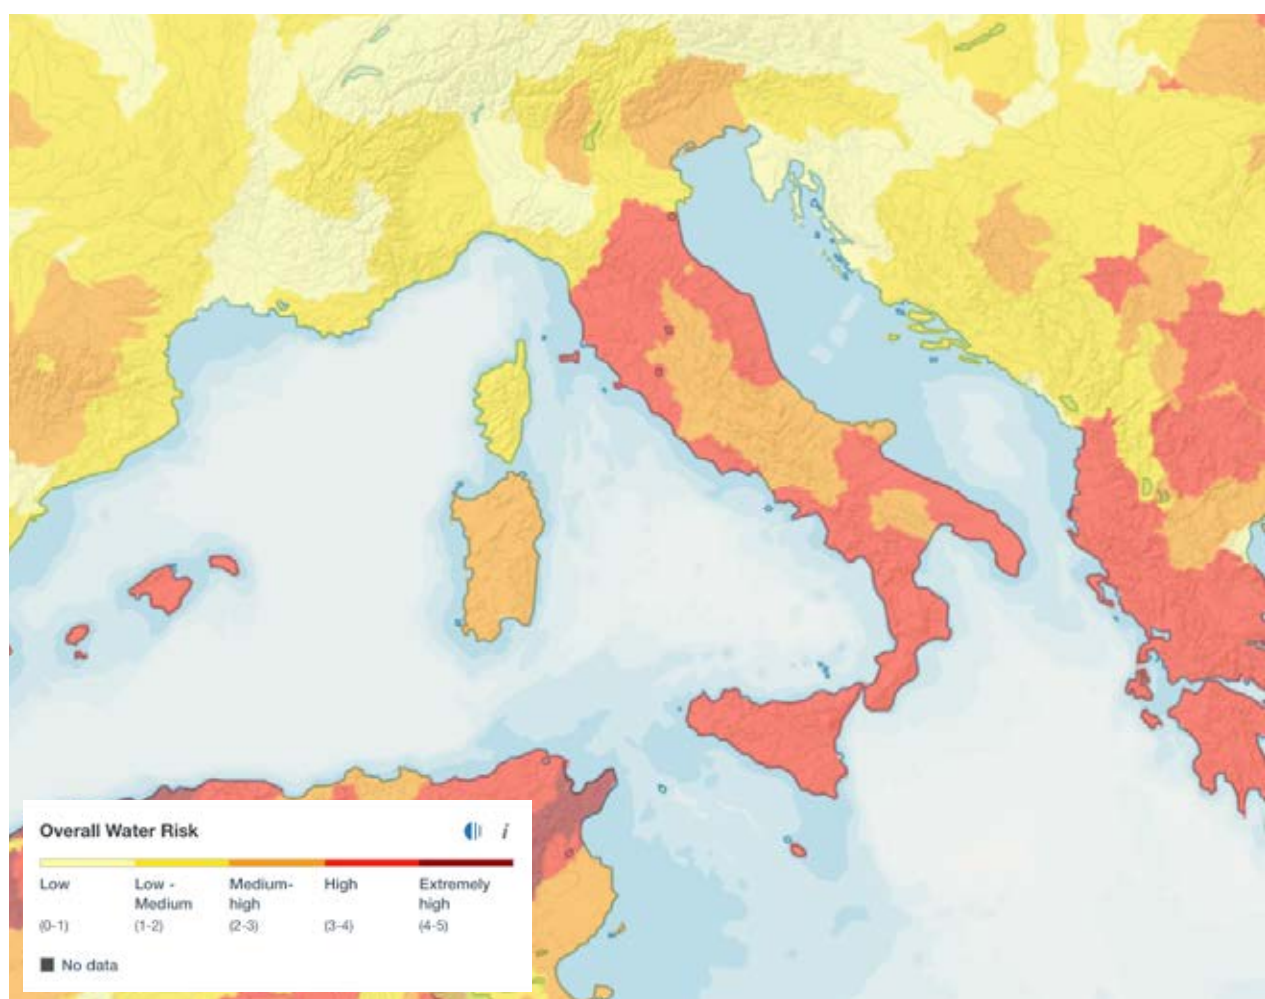 Overall Water Risk i
Low Low - Medium- High Extremely
Medium high high
(0-1) (1-2) (2-3) (3-4) (4-5)
No data